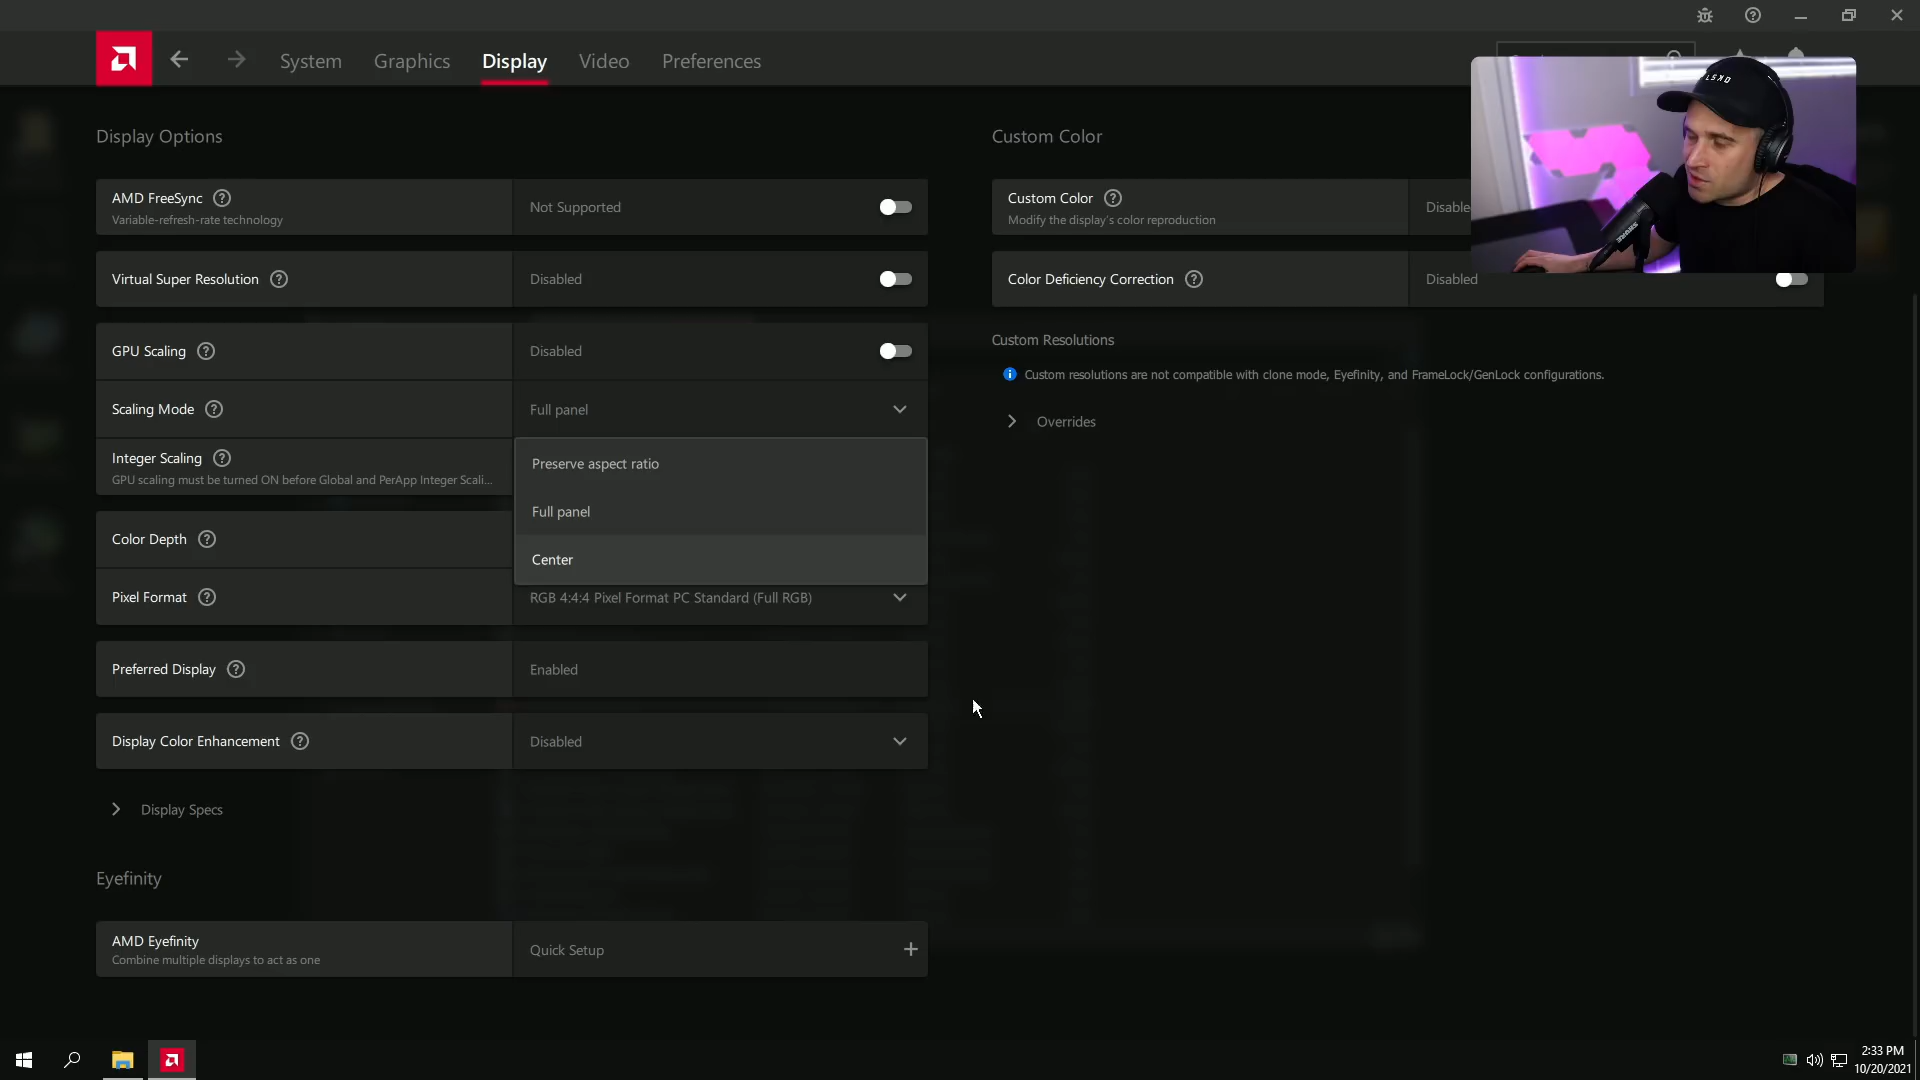 System Graphics Display Video Preferences
Display Options
AMD FreeSync
Variable-refresh-rate technology
Not Supported
Virtual Super Resolution
Disabled
GPU Scaling
Disabled
Scaling Mode
Full panel
Integer Scaling
GPU scaling must be turned ON before Global and PerApp Integer Scali...
Preserve aspect ratio
Full panel
Center
Color Depth
Pixel Format
RGB 4:4:4 Pixel Format PC Standard (Full RGB)
Preferred Display
Enabled
Display Color Enhancement
Disabled
Display Specs
Eyefinity
AMD Eyefinity
Combine multiple displays to act as one
Quick Setup
Custom Color
Custom Color
Modify the display's color reproduction
Disable
Color Deficiency Correction
Disabled
Custom Resolutions
Custom resolutions are not compatible with clone mode, Eyefinity, and FrameLock/GenLock configurations.
Overrides
SHURE
2:33 PM
10/20/2021